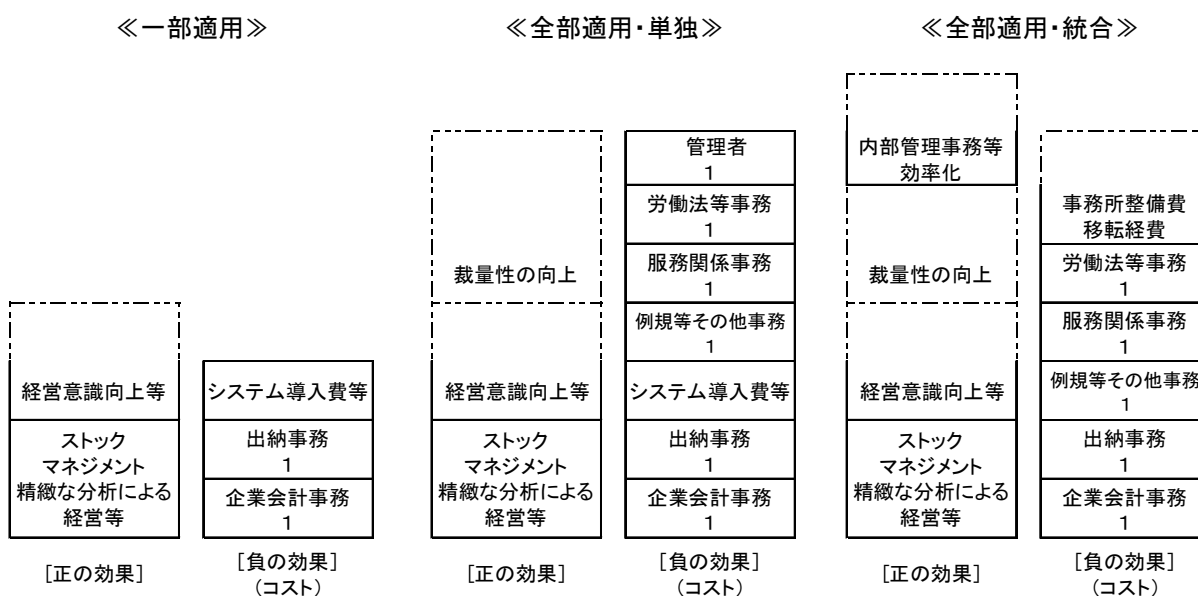 ≪一部適用≫
経営意識向上等
ストック
マネジメント
精緻な分析による
経営等
[正の効果]
システム導入費等
出納事務
1
企業会計事務
1
[負の効果]
(コスト)
≪全部適用・単独≫
裁量性の向上
経営意識向上等
ストック
マネジメント
精緻な分析による
経営等
[正の効果]
管理者
1
労働法等事務
1
服務関係事務
1
例規等その他事務
1
システム導入費等
出納事務
1
企業会計事務
1
[負の効果]
(コスト)
≪全部適用・統合≫
内部管理事務等
効率化
裁量性の向上
経営意識向上等
ストック
マネジメント
精緻な分析による
経営等
[正の効果]
事務所整備費
移転経費
労働法等事務
1
服務関係事務
1
例規等その他事務
1
出納事務
1
企業会計事務
1
[負の効果]
(コスト)